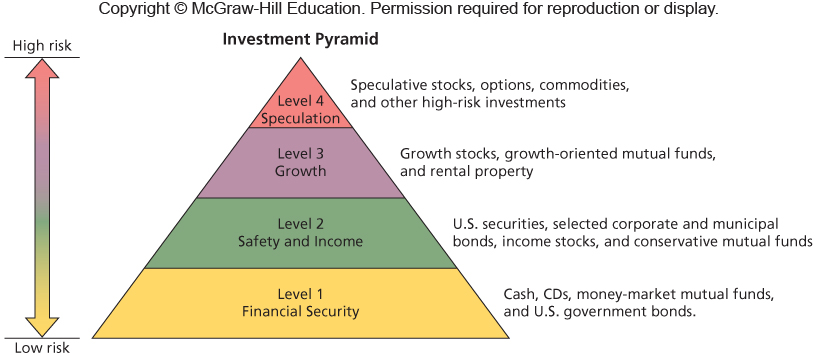 Copyright © McGraw-Hill Education. Permission required for reproduction or display.
Investment Pyramid
High risk
Level 4
Speculation
Speculative stocks, options, commodities,
and other high-risk investments
Level 3
Growth
Growth stocks, growth-oriented mutual funds,
and rental property
Level 2
Safety and Income
U.S. securities, selected corporate and municipal
bonds, income stocks, and conservative mutual funds
Level 1
Financial Security
Cash, CDs, money-market mutual funds,
and U.S. government bonds.
Low risk